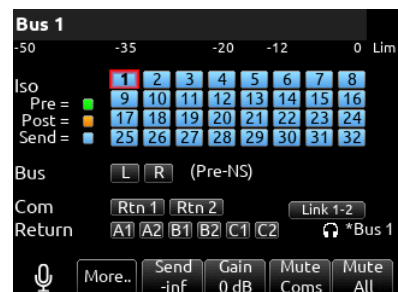 Bus 1
-50 -35 -20 -12 0 Lim
Iso 1 2 3 4 5 6 7 8
Pre = 9 10 11 12 13 14 15 16
Post = 17 18 19 20 21 22 23 24
Send = 25 26 27 28 29 30 31 32
Bus L R (Pre-NS)
Com Rtn 1 Rtn 2 Link 1-2
Return A1 A2 B1 B2 C1 C2 *Bus 1
More.. Send Gain Mute Mute
-inf 0 dB Coms All